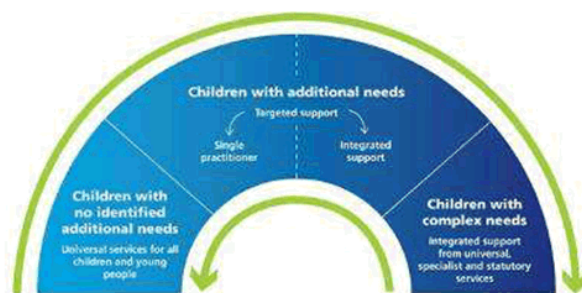 Children with additional needs
Targeted support
Single
practitioner
Integrated
support
Children with
no identified
additional needs
Universal services for all
children and young
people
Children with
complex needs
Integrated support
from universal,
specialist and statutory
services